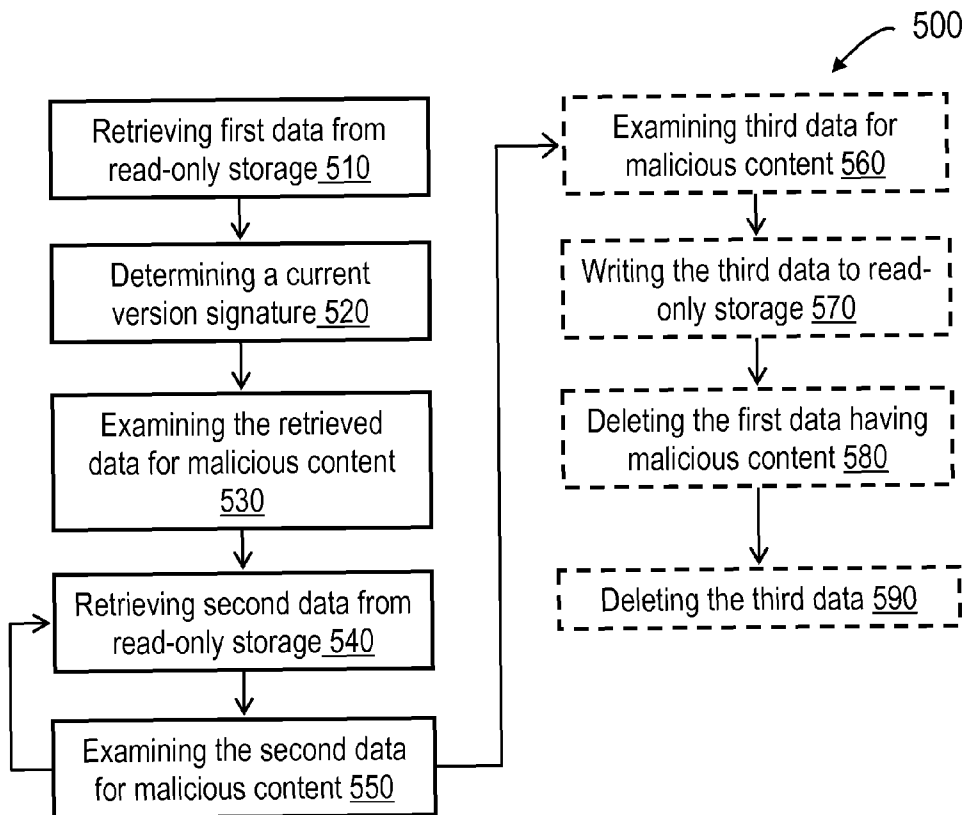 500
Retrieving first data from
read-only storage 510
Determining a current
version signature 520
Examining the retrieved
data for malicious content
530
Retrieving second data from
read-only storage 540
Examining the second data
for malicious content 550
Examining third data for
malicious content 560
Writing the third data to read-
only storage 570
Deleting the first data having
malicious content 580
Deleting the third data 590